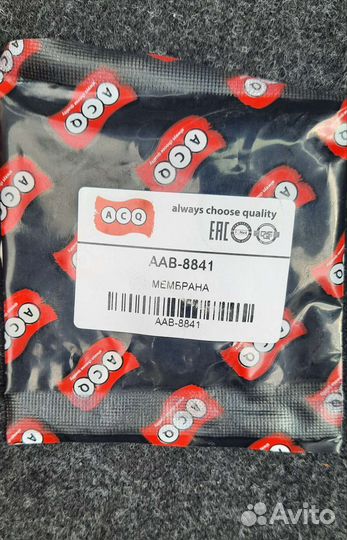 ACQ
always choose quality
EAC
AAB-8841
МЕМБРАНА
AAB-8841
Avito